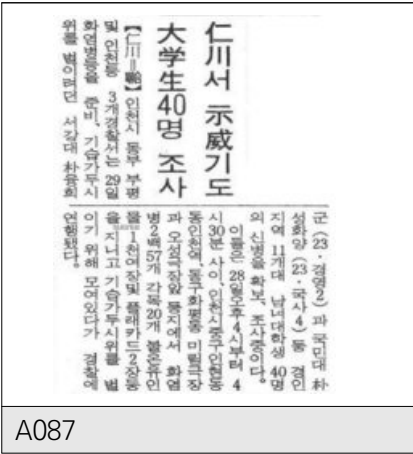 仁川서 示威기도
大学生40명 조사
인천시 동부 부평
및 인천등 3개경찰서는 29일
화염병등을 준비, 기습가두시
위를 벌이려던 서강대
군 (23·경영2) 과 국민대 朴
성화양 (23·국사4) 등 경인
지역 11개대 남녀대학생 40명
의 신병을 확보, 조사중이다.
이들은 28일오후4시부터 4
시30분 사이, 인천시중구인현동
동인천역, 동구화평동 미림극장
과 오성극장앞 등지에서 화염
병2백57개 각목20개 불온유인
물1천여장및 플래카드2장등
을 지니고 기습가두시위를 벌
이기 위해 모여있다가 경찰에
연행됐다.
A087